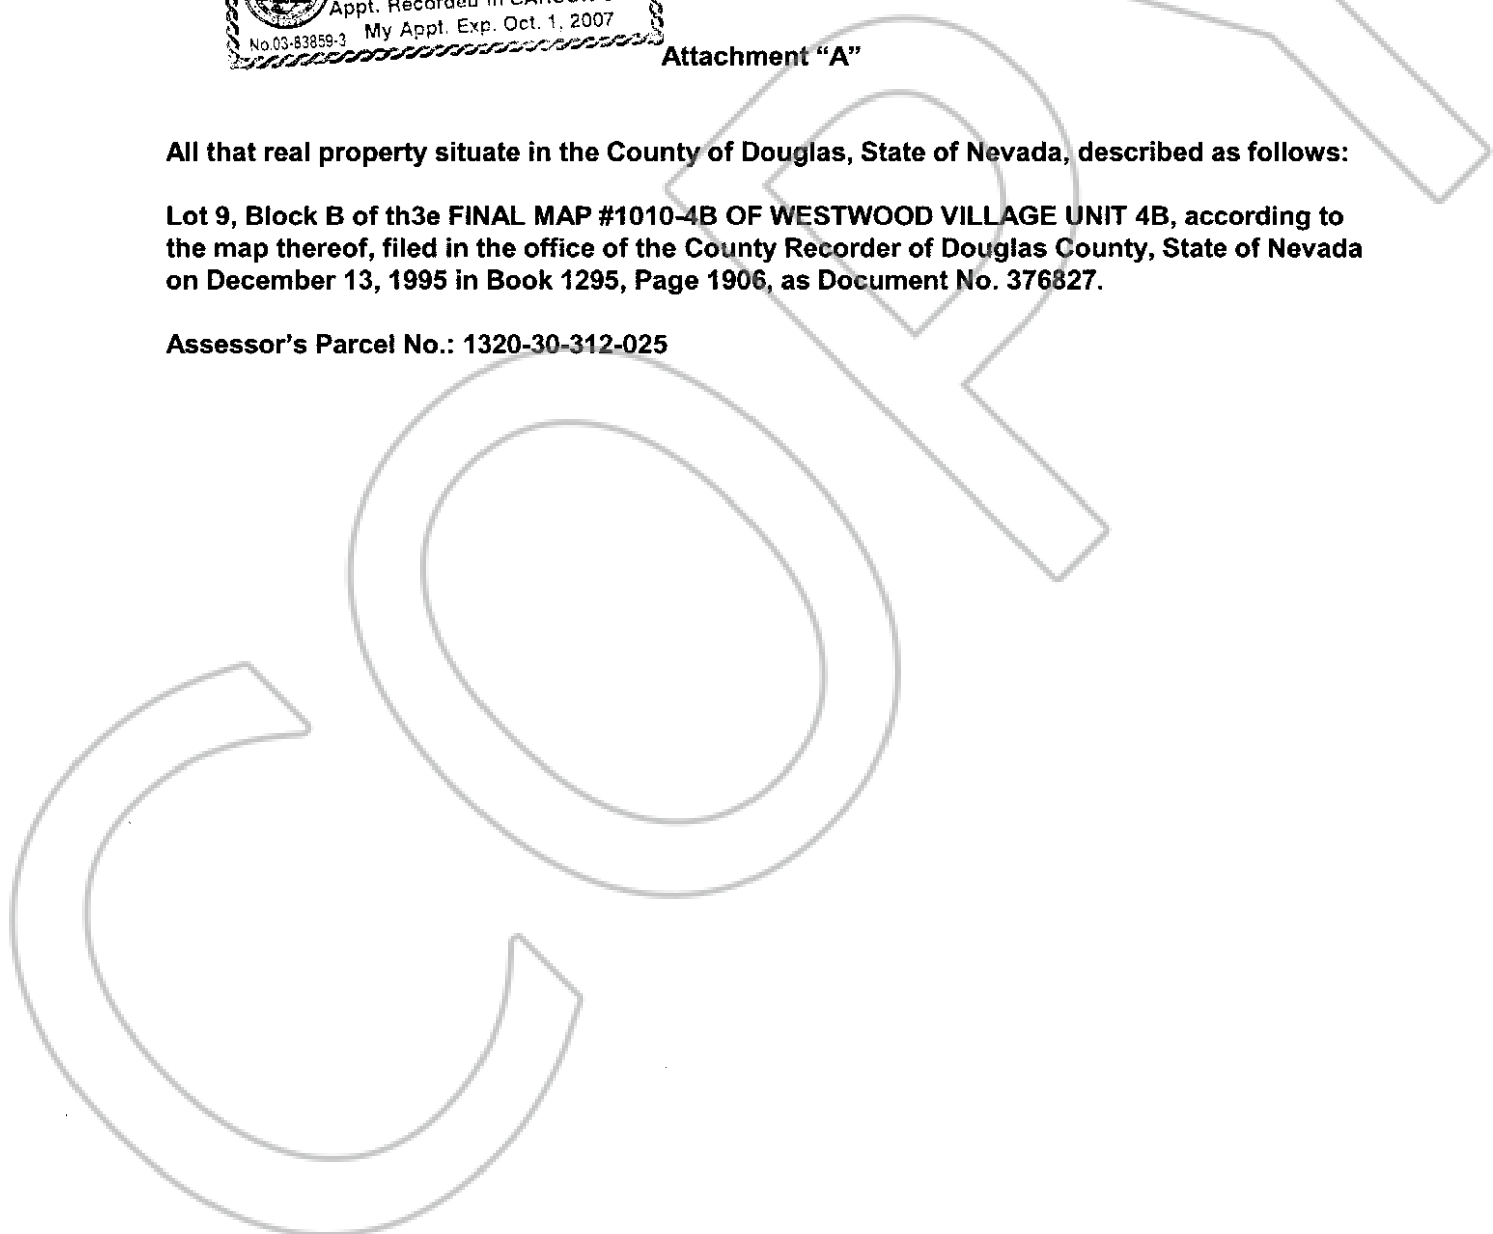 Appt. Recorded in
No.03-83859-3 My Appt. Exp. Oct. 1, 2007
Attachment “A”
All that real property situate in the County of Douglas, State of Nevada, described as follows:
Lot 9, Block B of th3e FINAL MAP #1010-4B OF WESTWOOD VILLAGE UNIT 4B, according to
the map thereof, filed in the office of the County Recorder of Douglas County, State of Nevada
on December 13, 1995 in Book 1295, Page 1906, as Document No. 376827.
Assessor’s Parcel No.: 1320-30-312-025
COPY